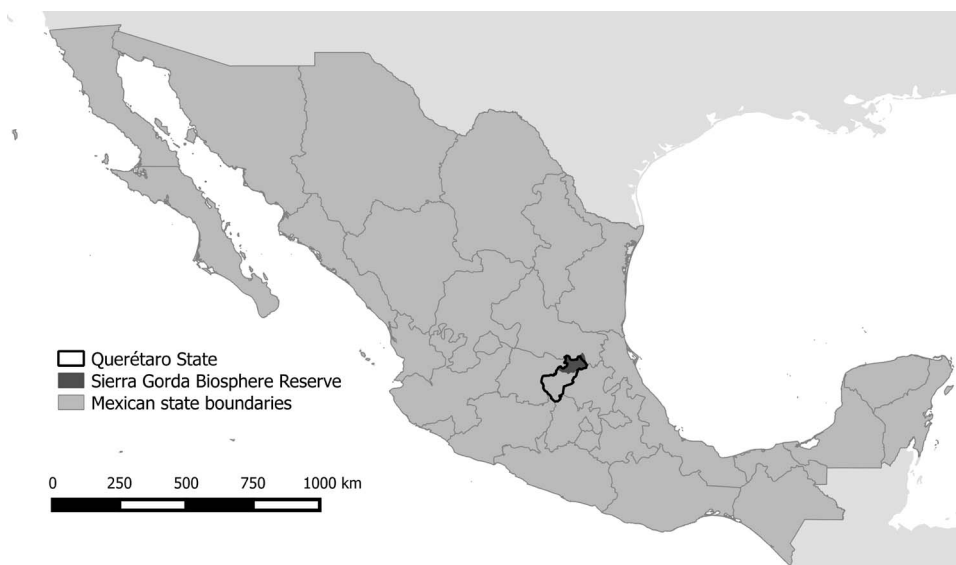 Querétaro State
Sierra Gorda Biosphere Reserve
Mexican state boundaries
0 250 500 750 1000 km